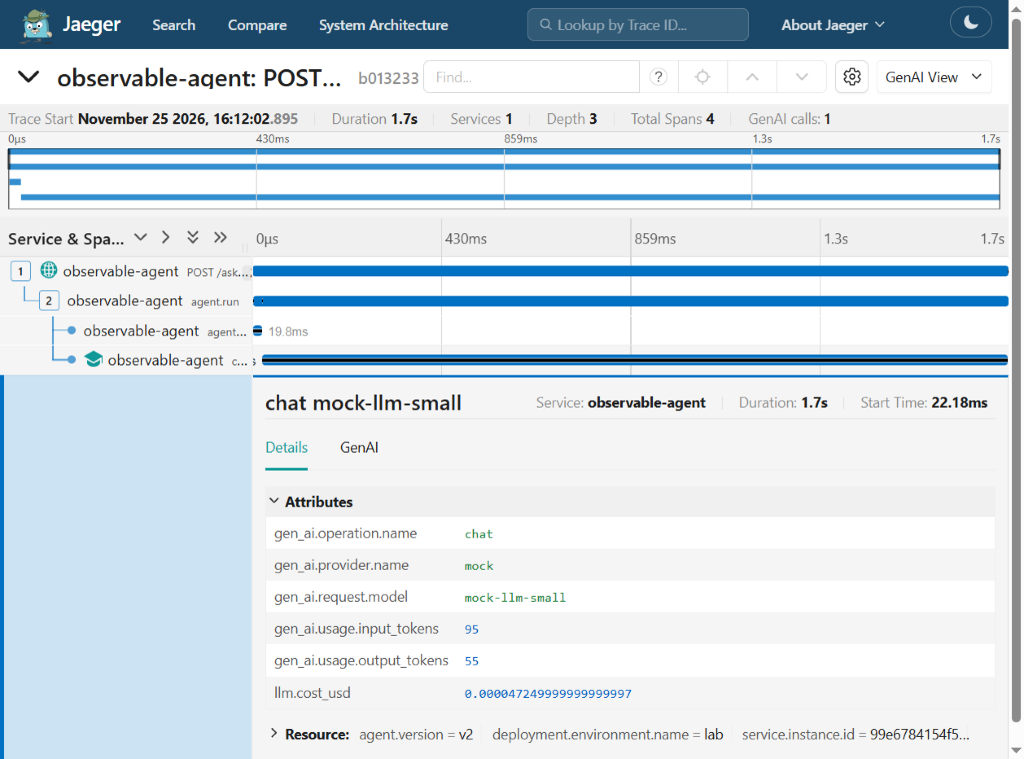 Jaeger Search Compare System Architecture Lookup by Trace ID... About Jaeger
observable-agent: POST... b013233 Find... ? GenAI View
Trace Start November 25 2026, 16:12:02.895 Duration 1.7s Services 1 Depth 3 Total Spans 4 GenAI calls: 1
0μs 430ms 859ms 1.3s 1.7s
Service & Spa... 0μs 430ms 859ms 1.3s 1.7s
1 observable-agent POST /ask...
2 observable-agent agent.run
observable-agent agent... 19.8ms
observable-agent c...
chat mock-llm-small Service: observable-agent Duration: 1.7s Start Time: 22.18ms
Details GenAI
Attributes
gen_ai.operation.name chat
gen_ai.provider.name mock
gen_ai.request.model mock-llm-small
gen_ai.usage.input_tokens 95
gen_ai.usage.output_tokens 55
llm.cost_usd 0.000047249999999999997
Resource: agent.version = v2 deployment.environment.name = lab service.instance.id = 99e6784154f5...